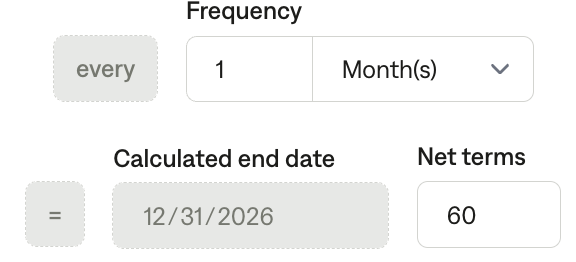 Frequency
every 1 Month(s)
Calculated end date Net terms
= 12/31/2026 60